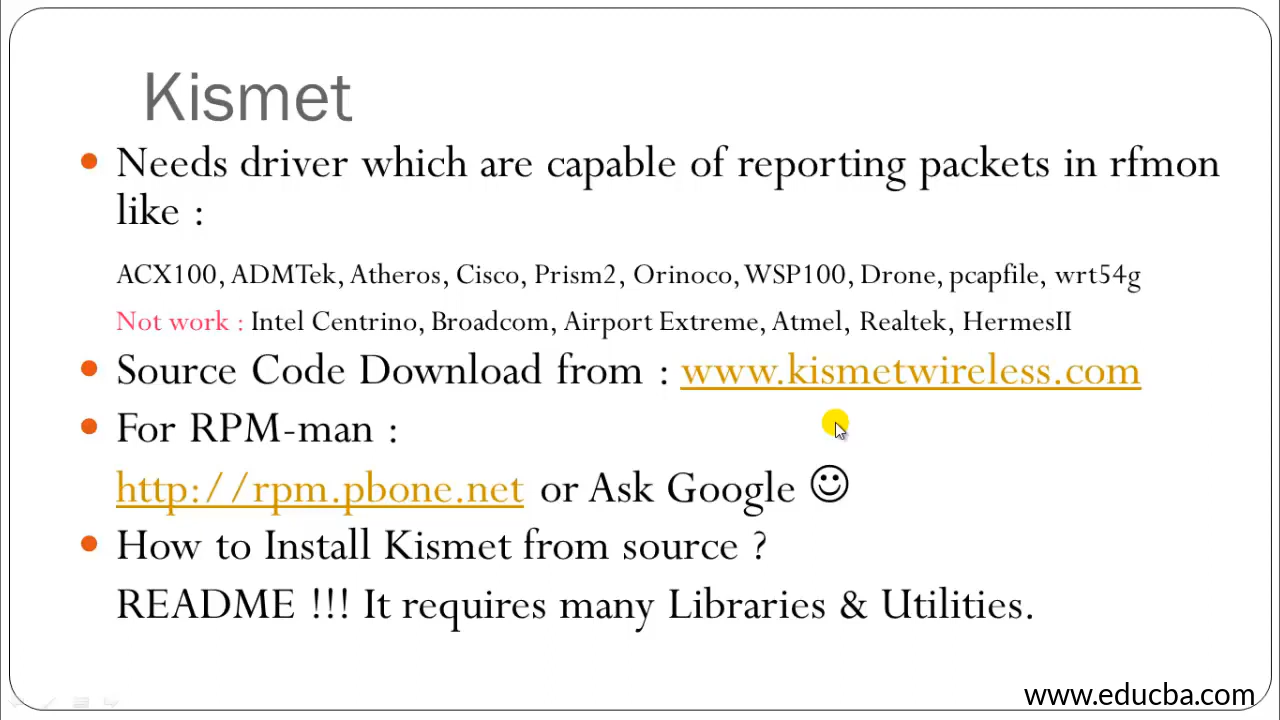 Kismet
Needs driver which are capable of reporting packets in rfmon
like :
ACX100, ADMTek, Atheros, Cisco, Prism2, Orinoco, WSP100, Drone, pcapfile, wrt54g
Not work : Intel Centrino, Broadcom, Airport Extreme, Atmel, Realtek, HermesII
Source Code Download from : www.kismetwireless.com
For RPM-man :
http://rpm.pbone.net or Ask Google ☺
How to Install Kismet from source ?
README !!! It requires many Libraries & Utilities.
www.educba.com